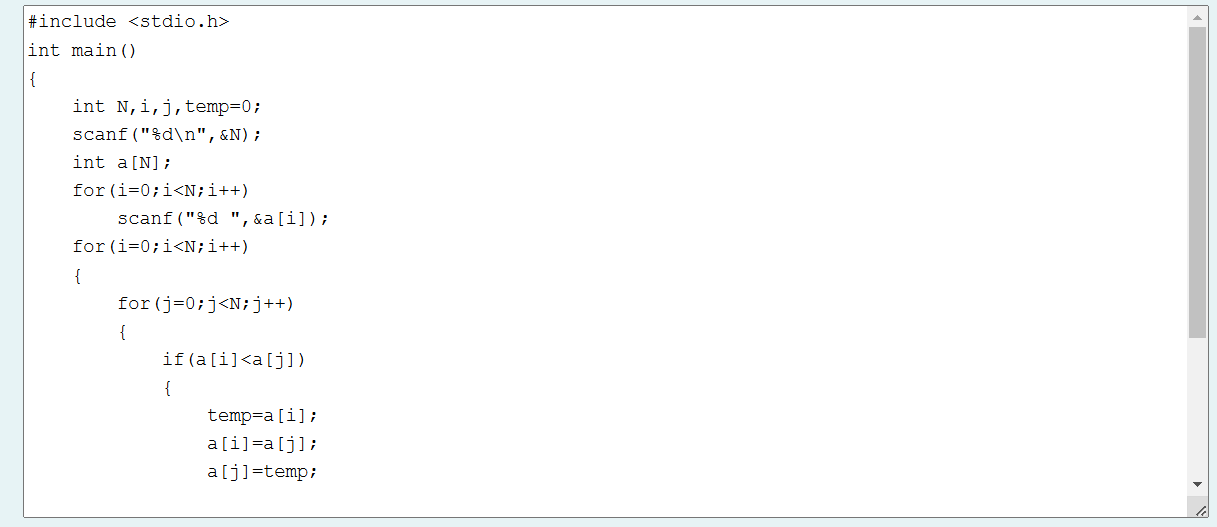 #include <stdio.h>
int main()
{
    int N,i,j,temp=0;
    scanf("%d\n",&N);
    int a[N];
    for(i=0;i<N;i++)
        scanf("%d ",&a[i]);
    for(i=0;i<N;i++)
    {
        for(j=0;j<N;j++)
        {
            if(a[i]<a[j])
            {
                temp=a[i];
                a[i]=a[j];
                a[j]=temp;